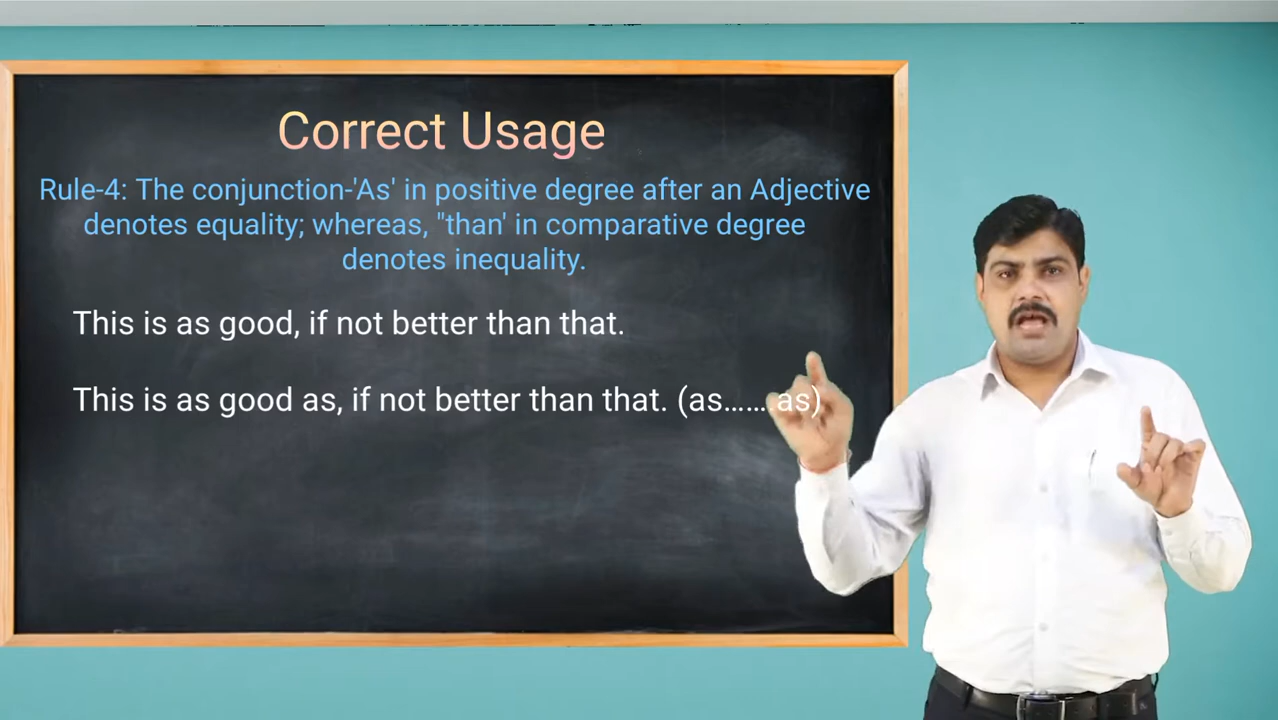 Correct Usage
Rule-4: The conjunction-'As' in positive degree after an Adjective
denotes equality; whereas, "than' in comparative degree
denotes inequality.
This is as good, if not better than that.
This is as good as, if not better than that. (as.......as)